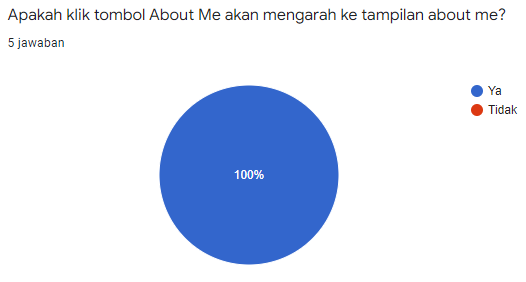 Apakah klik tombol About Me akan mengarah ke tampilan about me?
5 jawaban
Ya
Tidak
100%